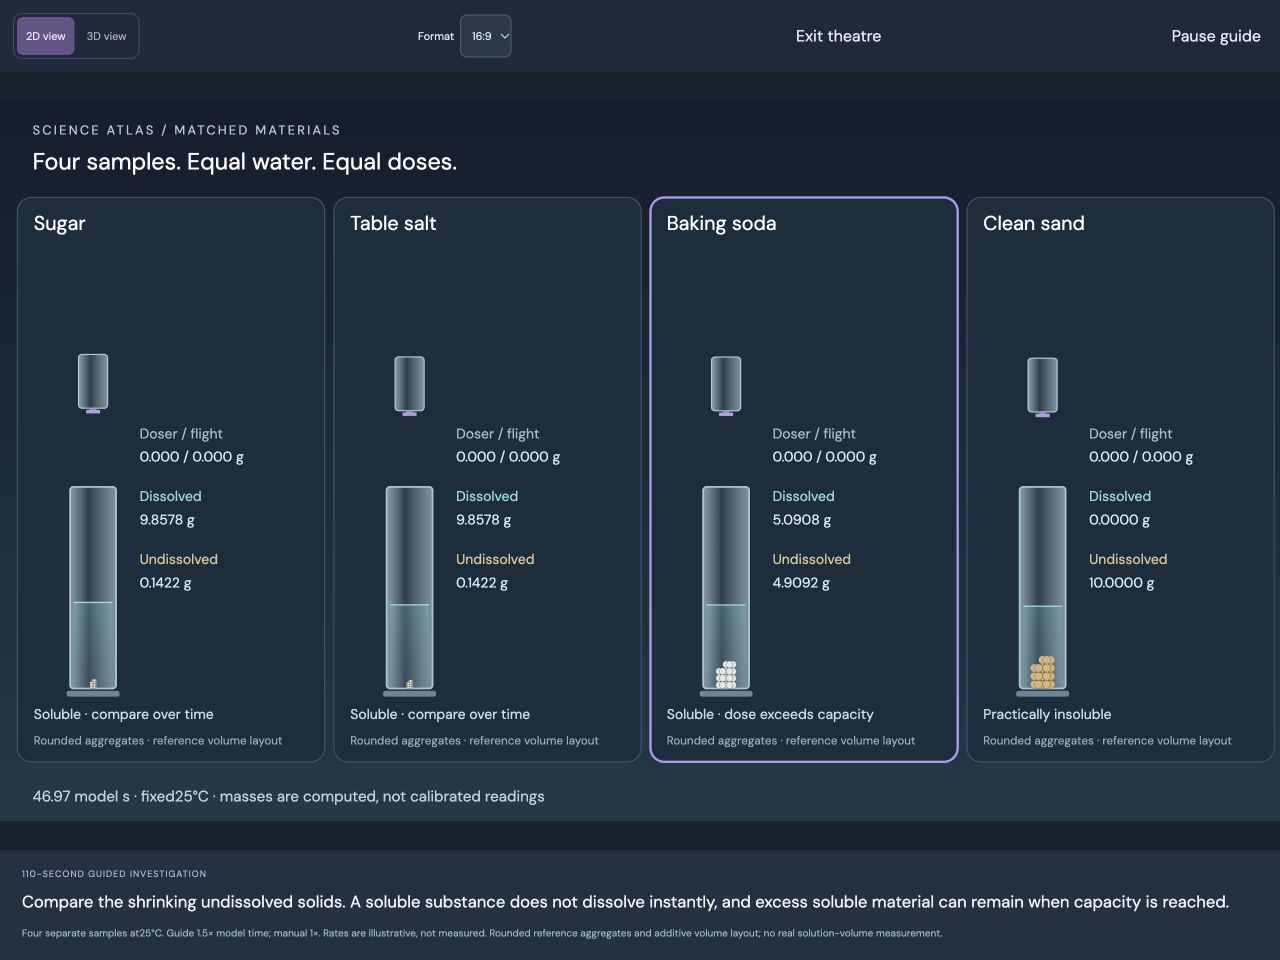 2D view
3D view
Format
16:9
Exit theatre
Pause guide
SCIENCE ATLAS / MATCHED MATERIALS
Four samples. Equal water. Equal doses.
Sugar
Doser / flight
0.000 / 0.000 g
Dissolved
9.8578 g
Undissolved
0.1422 g
Soluble · compare over time
Rounded aggregates · reference volume layout
Table salt
Doser / flight
0.000 / 0.000 g
Dissolved
9.8578 g
Undissolved
0.1422 g
Soluble · compare over time
Rounded aggregates · reference volume layout
Baking soda
Doser / flight
0.000 / 0.000 g
Dissolved
5.0908 g
Undissolved
4.9092 g
Soluble · dose exceeds capacity
Rounded aggregates · reference volume layout
Clean sand
Doser / flight
0.000 / 0.000 g
Dissolved
0.0000 g
Undissolved
10.0000 g
Practically insoluble
Rounded aggregates · reference volume layout
46.97 model s · fixed25°C · masses are computed, not calibrated readings
110-SECOND GUIDED INVESTIGATION
Compare the shrinking undissolved solids. A soluble substance does not dissolve instantly, and excess soluble material can remain when capacity is reached.
Four separate samples at25°C. Guide 1.5× model time; manual 1×. Rates are illustrative, not measured. Rounded reference aggregates and additive volume layout; no real solution-volume measurement.